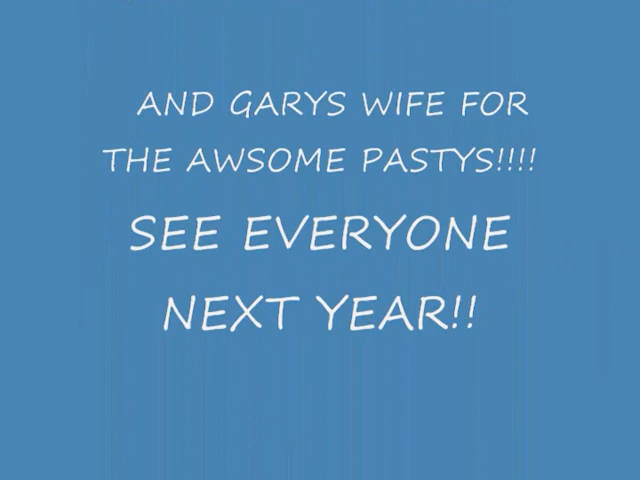 AND GARYS WIFE FOR
THE AWSOME PASTYS!!!!
SEE EVERYONE
NEXT YEAR!!